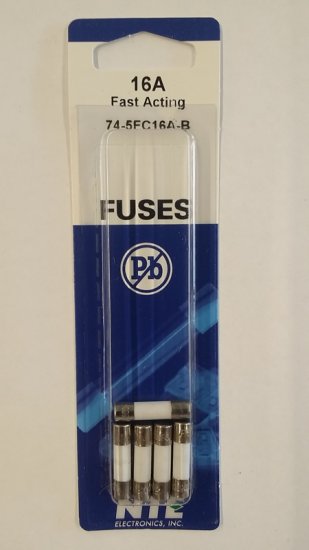 16A
Fast Acting
74-5FC16A-B
FUSES
Pb
NTE
ELECTRONICS, INC.